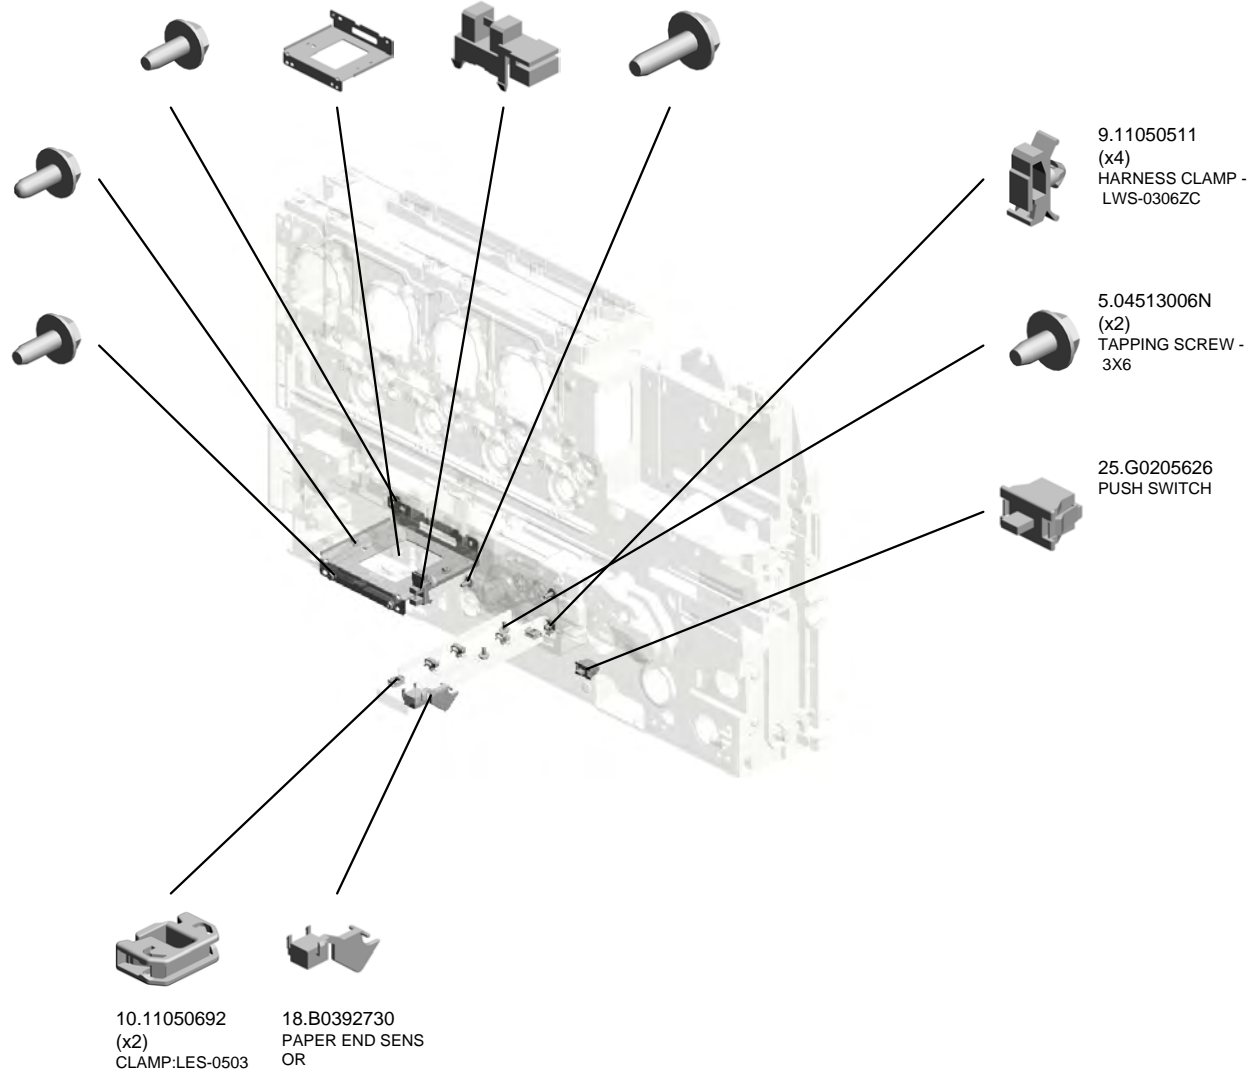 9.11050511
(x4)
HARNESS CLAMP -
LWS-0306ZC
5.04513006N
(x2)
TAPPING SCREW -
3X6
25.G0205626
PUSH SWITCH
10.11050692
(x2)
CLAMP:LES-0503
18.B0392730
PAPER END SENS
OR